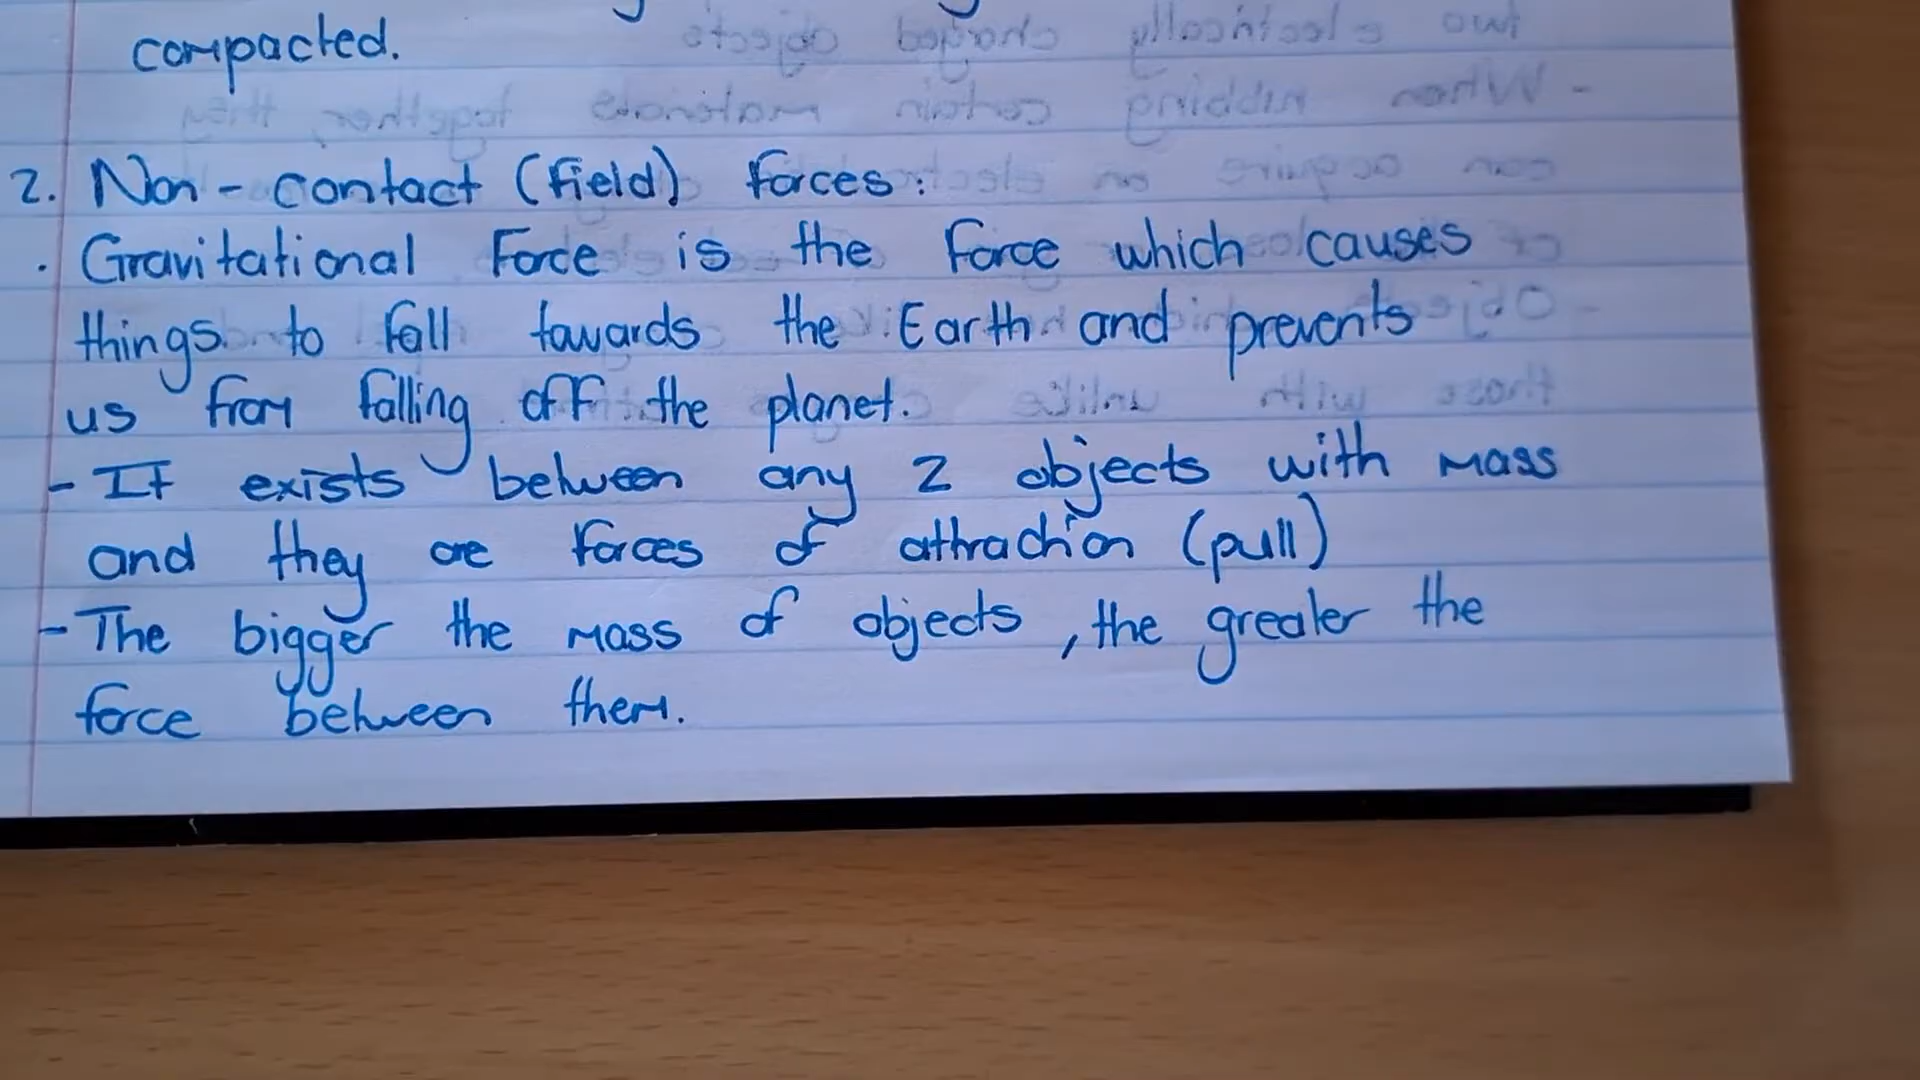 compacted.
2. Non-contact (field) forces:
. Gravitational Force is the force which causes
things to fall towards the Earth and prevents
us from falling off the planet.
- It exists between any 2 objects with mass
and they are forces of attraction (pull)
- The bigger the mass of objects, the greater the
force between them.